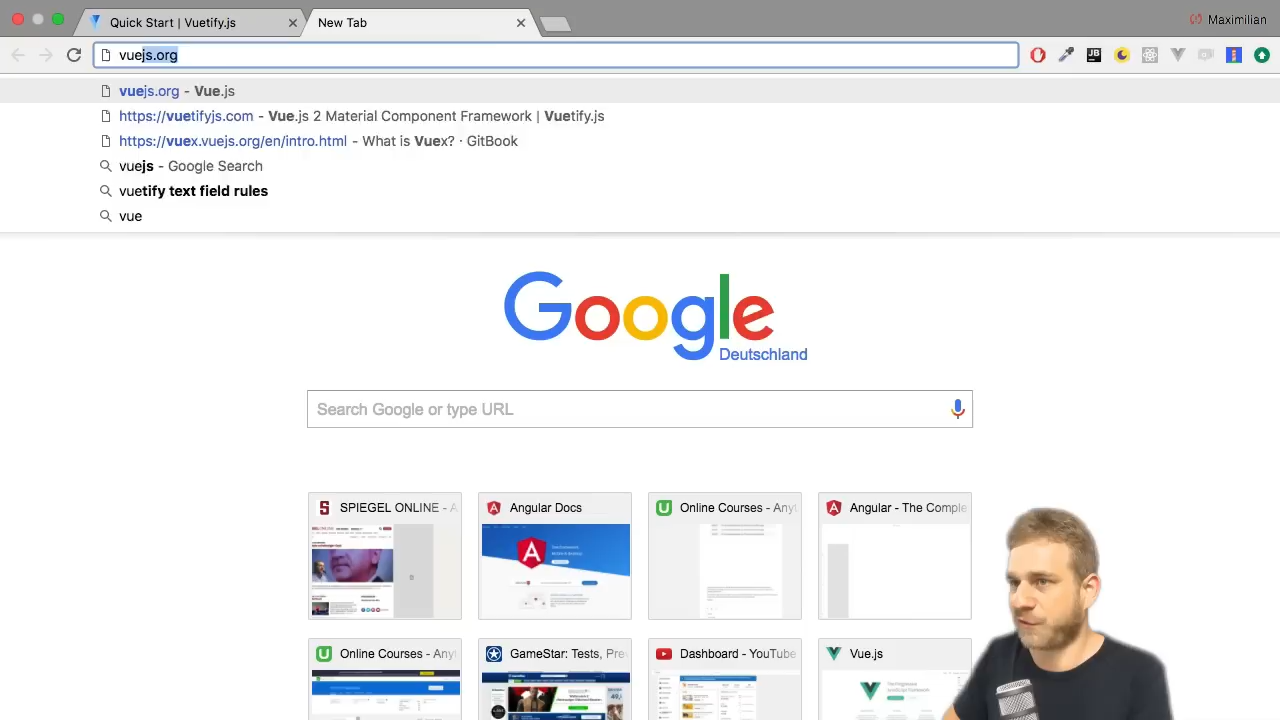 Quick Start | Vuetify.js
New Tab
Maximilian
vuejs.org
JB
vuejs.org - Vue.js
https://vuetifyjs.com - Vue.js 2 Material Component Framework | Vuetify.js
https://vuex.vuejs.org/en/intro.html - What is Vuex? · GitBook
vuejs - Google Search
vuetify text field rules
vue
Google
Deutschland
Search Google or type URL
SPIEGEL ONLINE - A
Angular Docs
Online Courses - Anyt
Angular - The Comple
Online Courses - Anyt
GameStar: Tests, Pre
Dashboard - YouTube
Vue.js